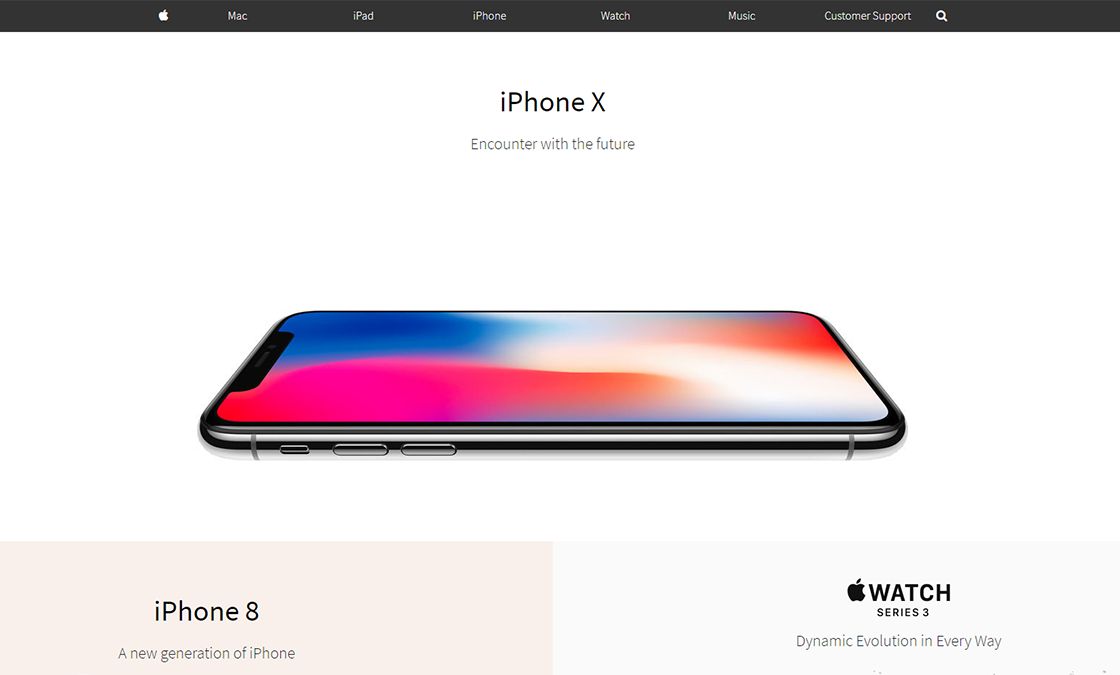 Mac iPad iPhone Watch Music Customer Support
iPhone X
Encounter with the future
iPhone 8
A new generation of iPhone
WATCH
SERIES 3
Dynamic Evolution in Every Way